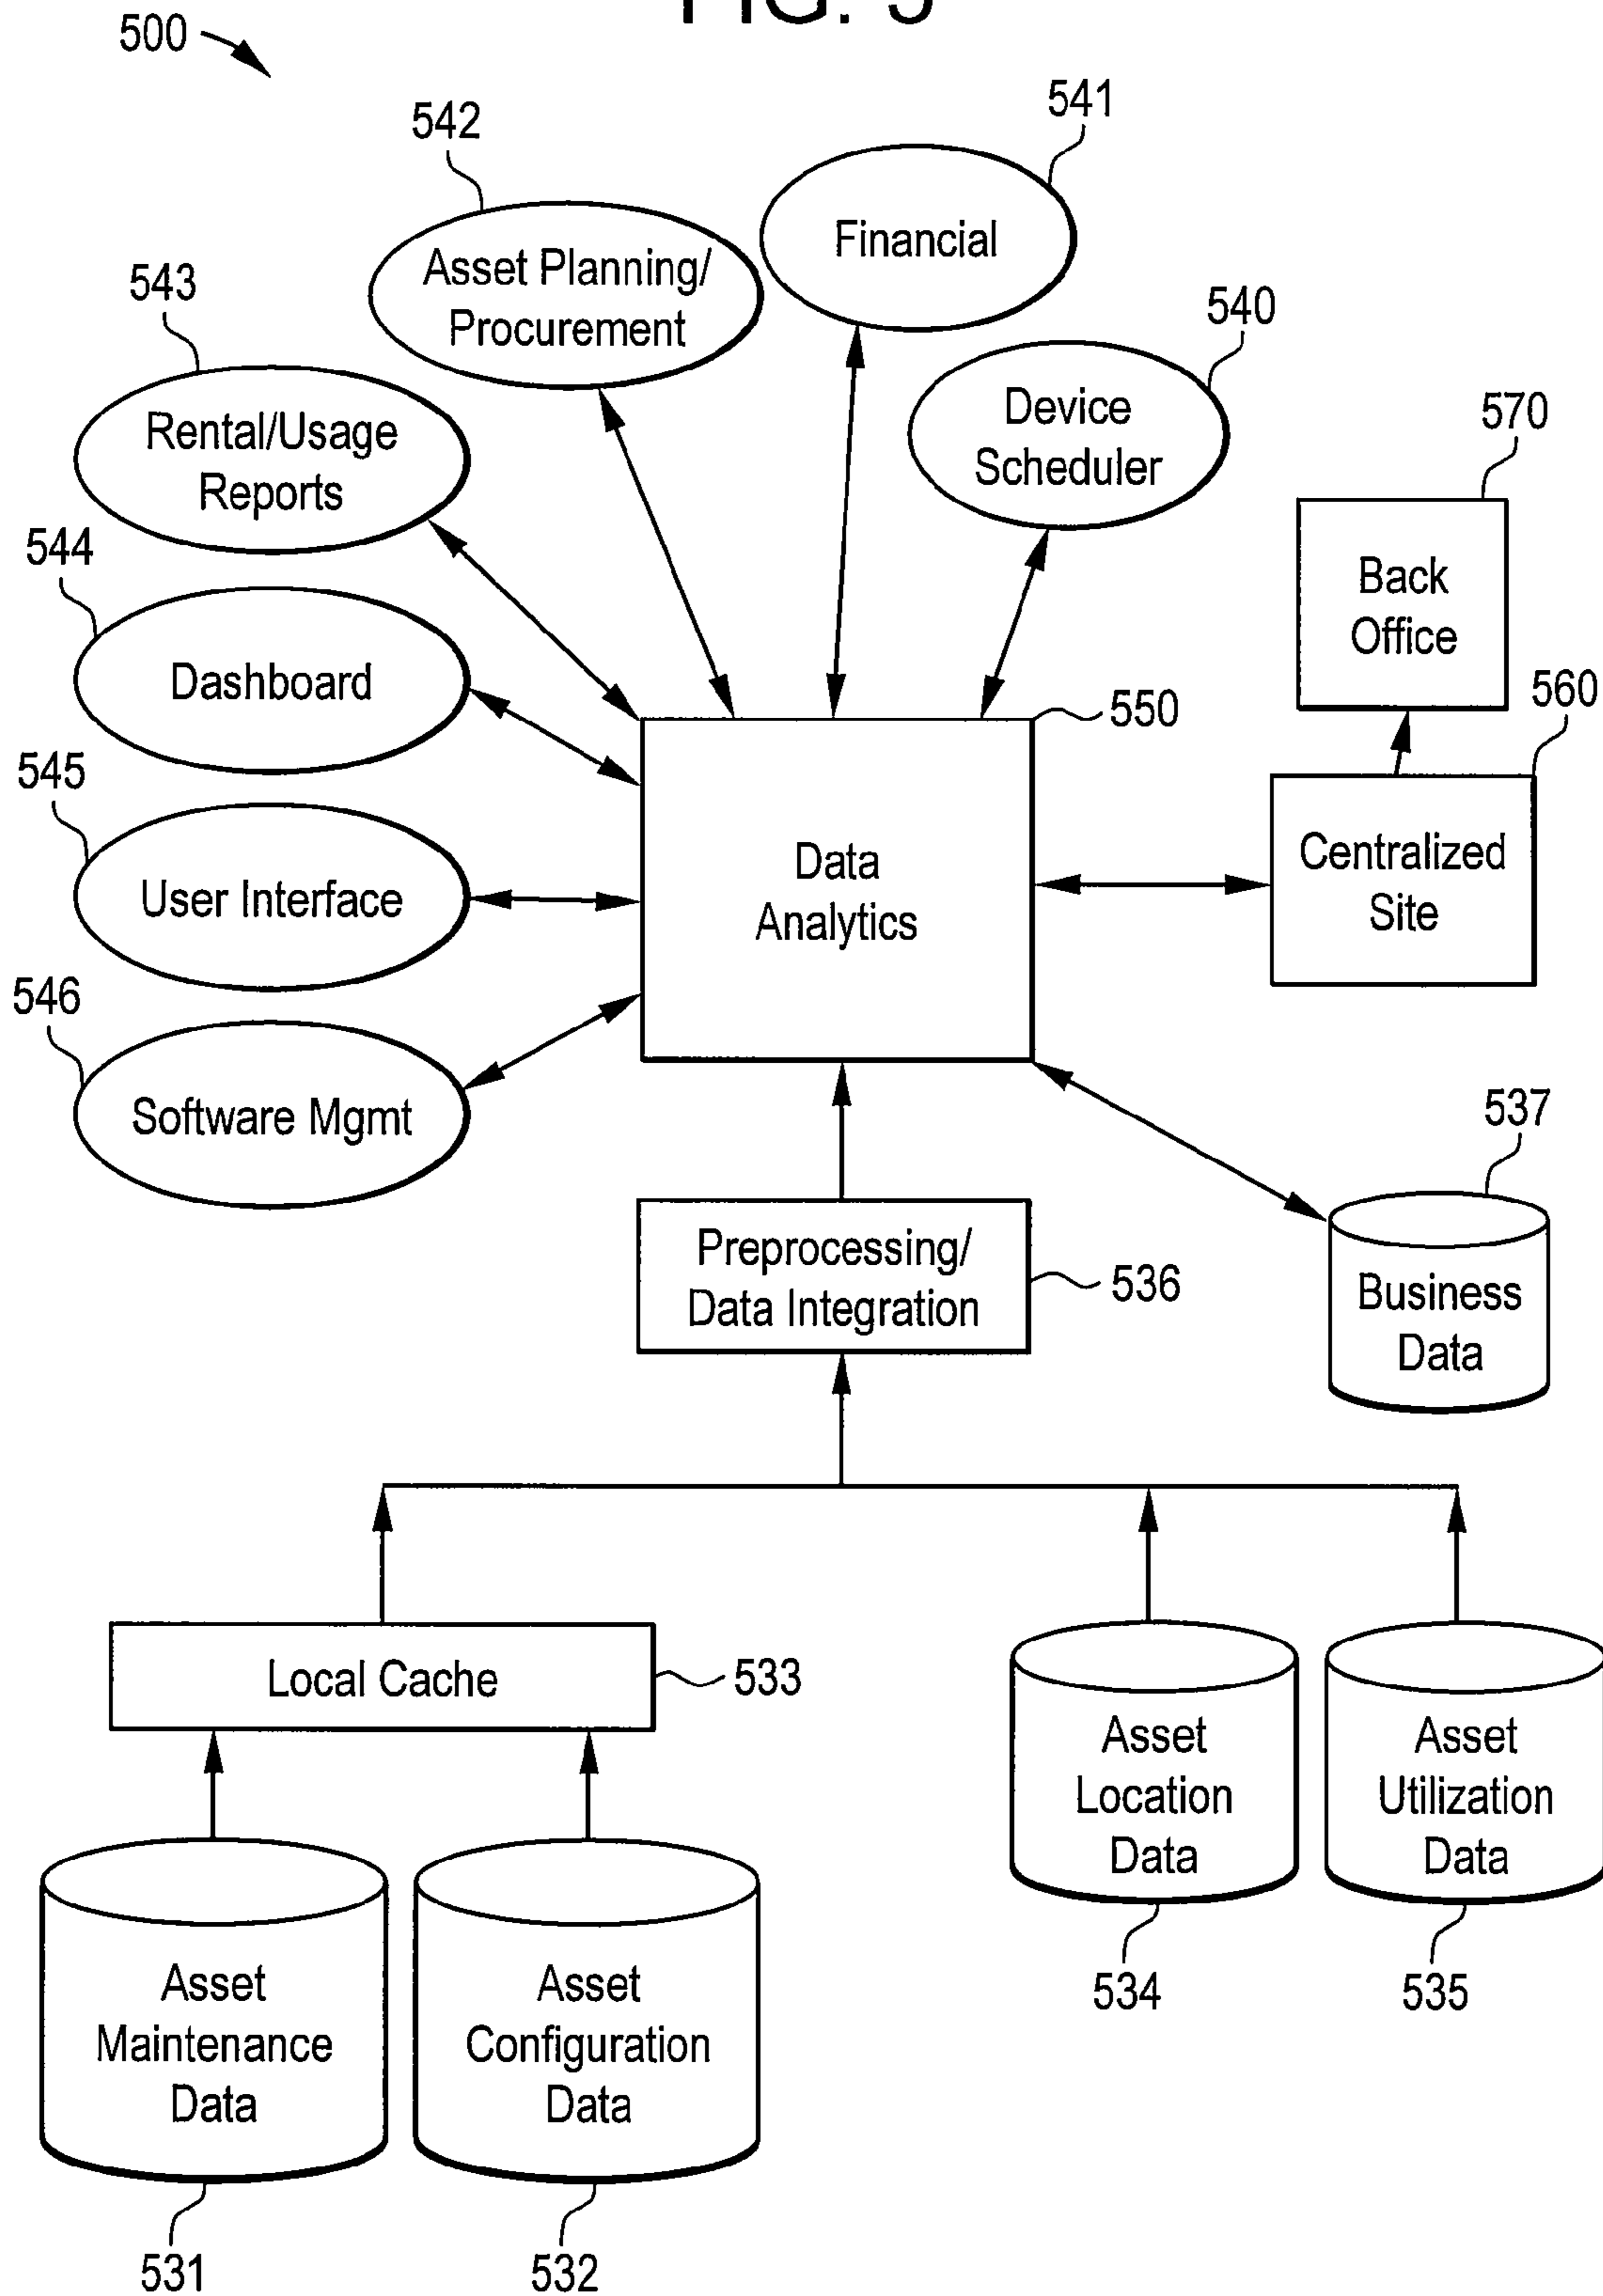 FIG. 5
500
541
542
Financial
Asset Planning/
Procurement
543
540
Rental/Usage
Reports
Device
Scheduler
570
544
Back
Office
Dashboard
560
550
545
Data
Analytics
Centralized
Site
User Interface
546
Software Mgmt
537
Preprocessing/
Data Integration
536
Business
Data
Local Cache
533
Asset
Location
Data
Asset
Utilization
Data
Asset
Maintenance
Data
Asset
Configuration
Data
534
535
531
532